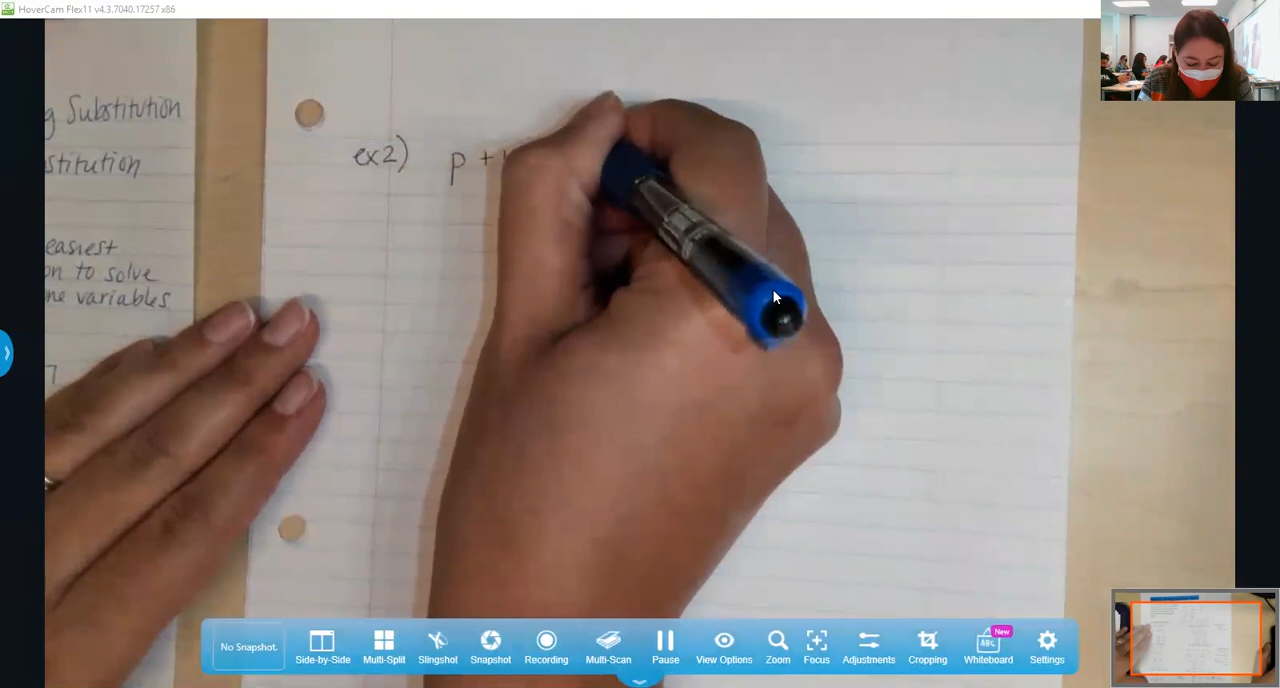 HoverCam Flex11 v4.3.7040.17257 x86
g Substitution
stitution
easiest
on to solve
ne variables
7
ex2) p +
No Snapshot.
Side-by-Side Multi-Split Slingshot Snapshot Recording Multi-Scan Pause View Options Zoom Focus Adjustments Cropping New ABC Whiteboard Settings